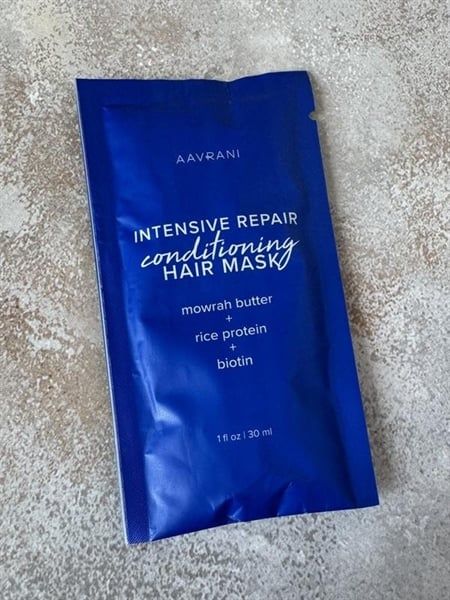 AAVRANI
INTENSIVE REPAIR
conditioning
HAIR MASK
mowrah butter
+
rice protein
+
biotin
1 fl oz | 30 ml